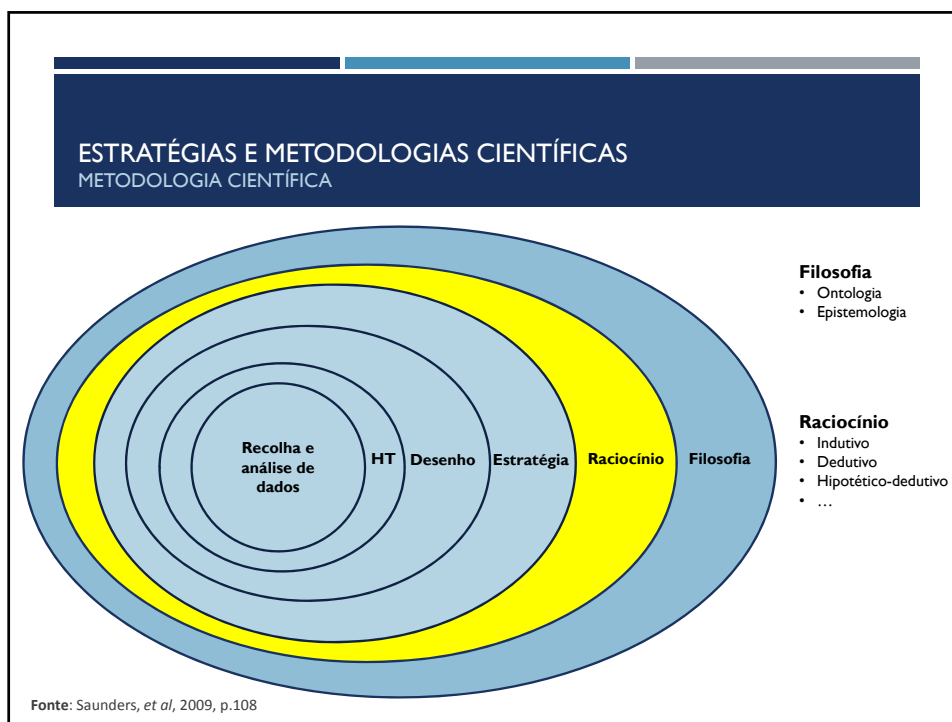 ESTRATÉGIAS E METODOLOGIAS CIENTÍFICAS
METODOLOGIA CIENTÍFICA
Recolha e
análise de
dados
HT
Desenho
Estratégia
Raciocínio
Filosofia
Filosofia
• Ontologia
• Epistemologia
Raciocínio
• Indutivo
• Dedutivo
• Hipotético-dedutivo
• …
Fonte: Saunders, et al, 2009, p.108